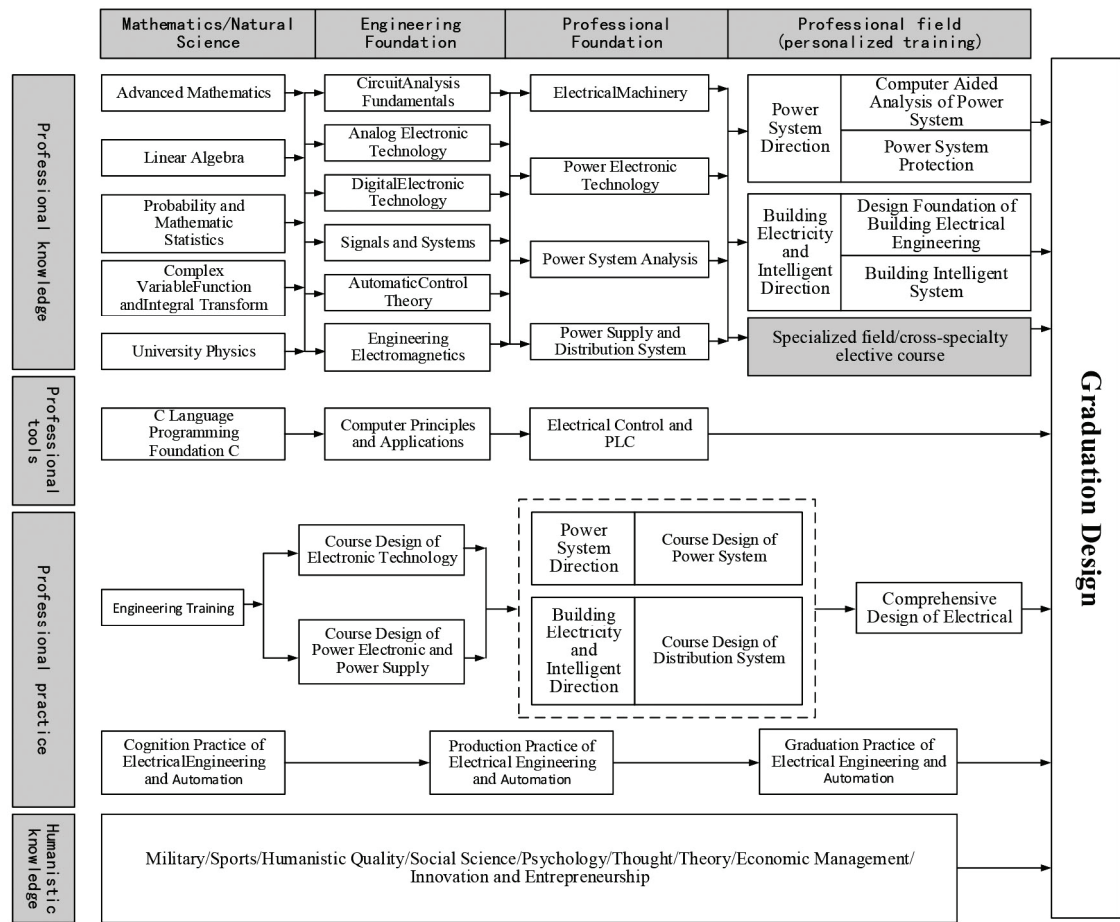 Mathematics/Natural
Science
Engineering
Foundation
Professional
Foundation
Professional field
(personalized training)
Professional knowledge
Advanced Mathematics
Linear Algebra
Probability and
Mathematic
Statistics
Complex
VariableFunction
andIntegral Transform
University Physics
CircuitAnalysis
Fundamentals
Analog Electronic
Technology
DigitalElectronic
Technology
Signals and Systems
AutomaticControl
Theory
Engineering
Electromagnetics
ElectricalMachinery
Power Electronic
Technology
Power System Analysis
Power Supply and
Distribution System
Power
System
Direction
Computer Aided
Analysis of Power
System
Power System
Protection
Building
Electricity
and
Intelligent
Direction
Design Foundation of
Building Electrical
Engineering
Building Intelligent
System
Specialized field/cross-specialty
elective course
Professional
tools
C Language
Programming
Foundation C
Computer Principles
and Applications
Electrical Control and
PLC
Professional practice
Engineering Training
Course Design of
Electronic Technology
Course Design of
Power Electronic and
Power Supply
Power
System
Direction
Course Design of
Power System
Building
Electricity
and
Intelligent
Direction
Course Design of
Distribution System
Comprehensive
Design of Electrical
Cognition Practice of
ElectricalEngineering
and Automation
Production Practice of
Electrical Engineering
and Automation
Graduation Practice of
Electrical Engineering and
Automation
Humanistic
knowledge
Military/Sports/Humanistic Quality/Social Science/Psychology/Thought/Theory/Economic Management/
Innovation and Entrepreneurship
Graduation Design